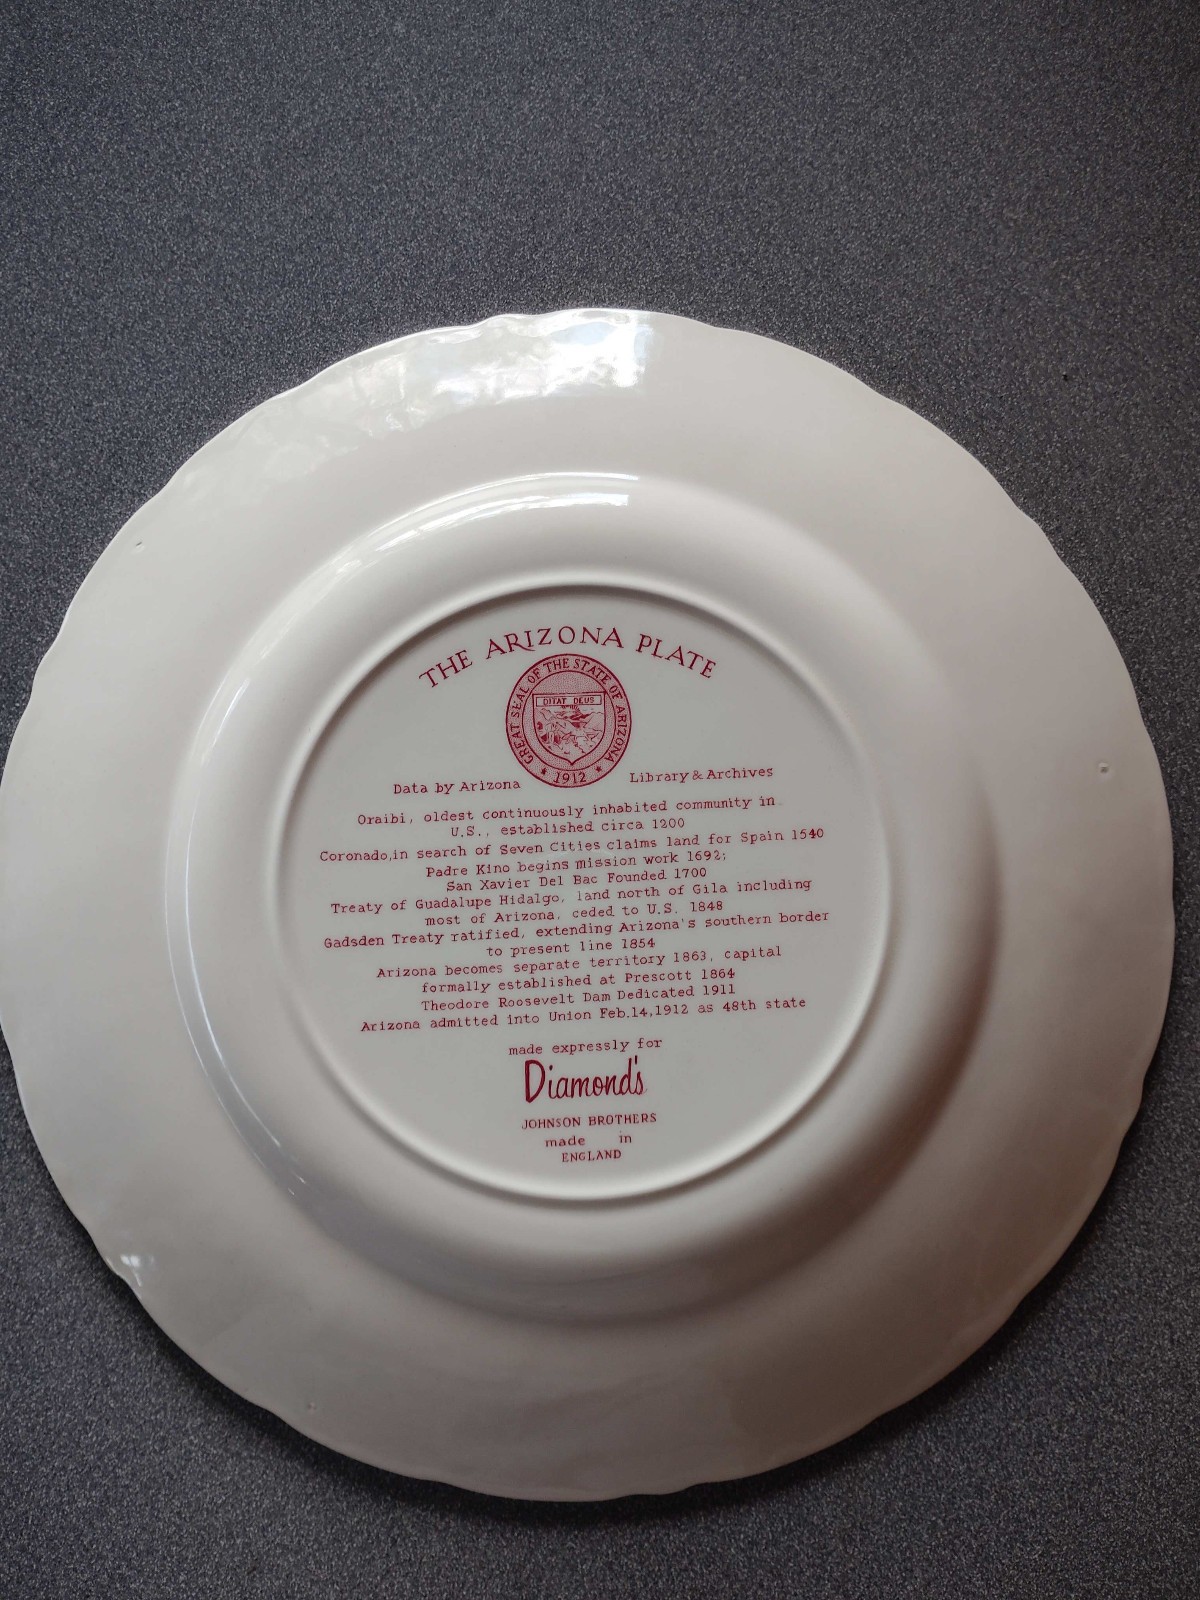 THE ARIZONA PLATE
GREAT SEAL OF THE STATE OF ARIZONA
DITAT DEUS
★ 1912 ★
Data by Arizona Library & Archives
Oraibi, oldest continuously inhabited community in
U.S., established circa 1200
Coronado,in search of Seven Cities claims land for Spain 1540
Padre Kino begins mission work 1692;
San Xavier Del Bac Founded 1700
Treaty of Guadalupe Hidalgo, land north of Gila including
most of Arizona, ceded to U.S. 1848
Gadsden Treaty ratified, extending Arizona's southern border
to present line 1854
Arizona becomes separate territory 1863, capital
formally established at Prescott 1864
Theodore Roosevelt Dam Dedicated 1911
Arizona admitted into Union Feb.14,1912 as 48th state
made expressly for
Diamond's
JOHNSON BROTHERS
made in
ENGLAND